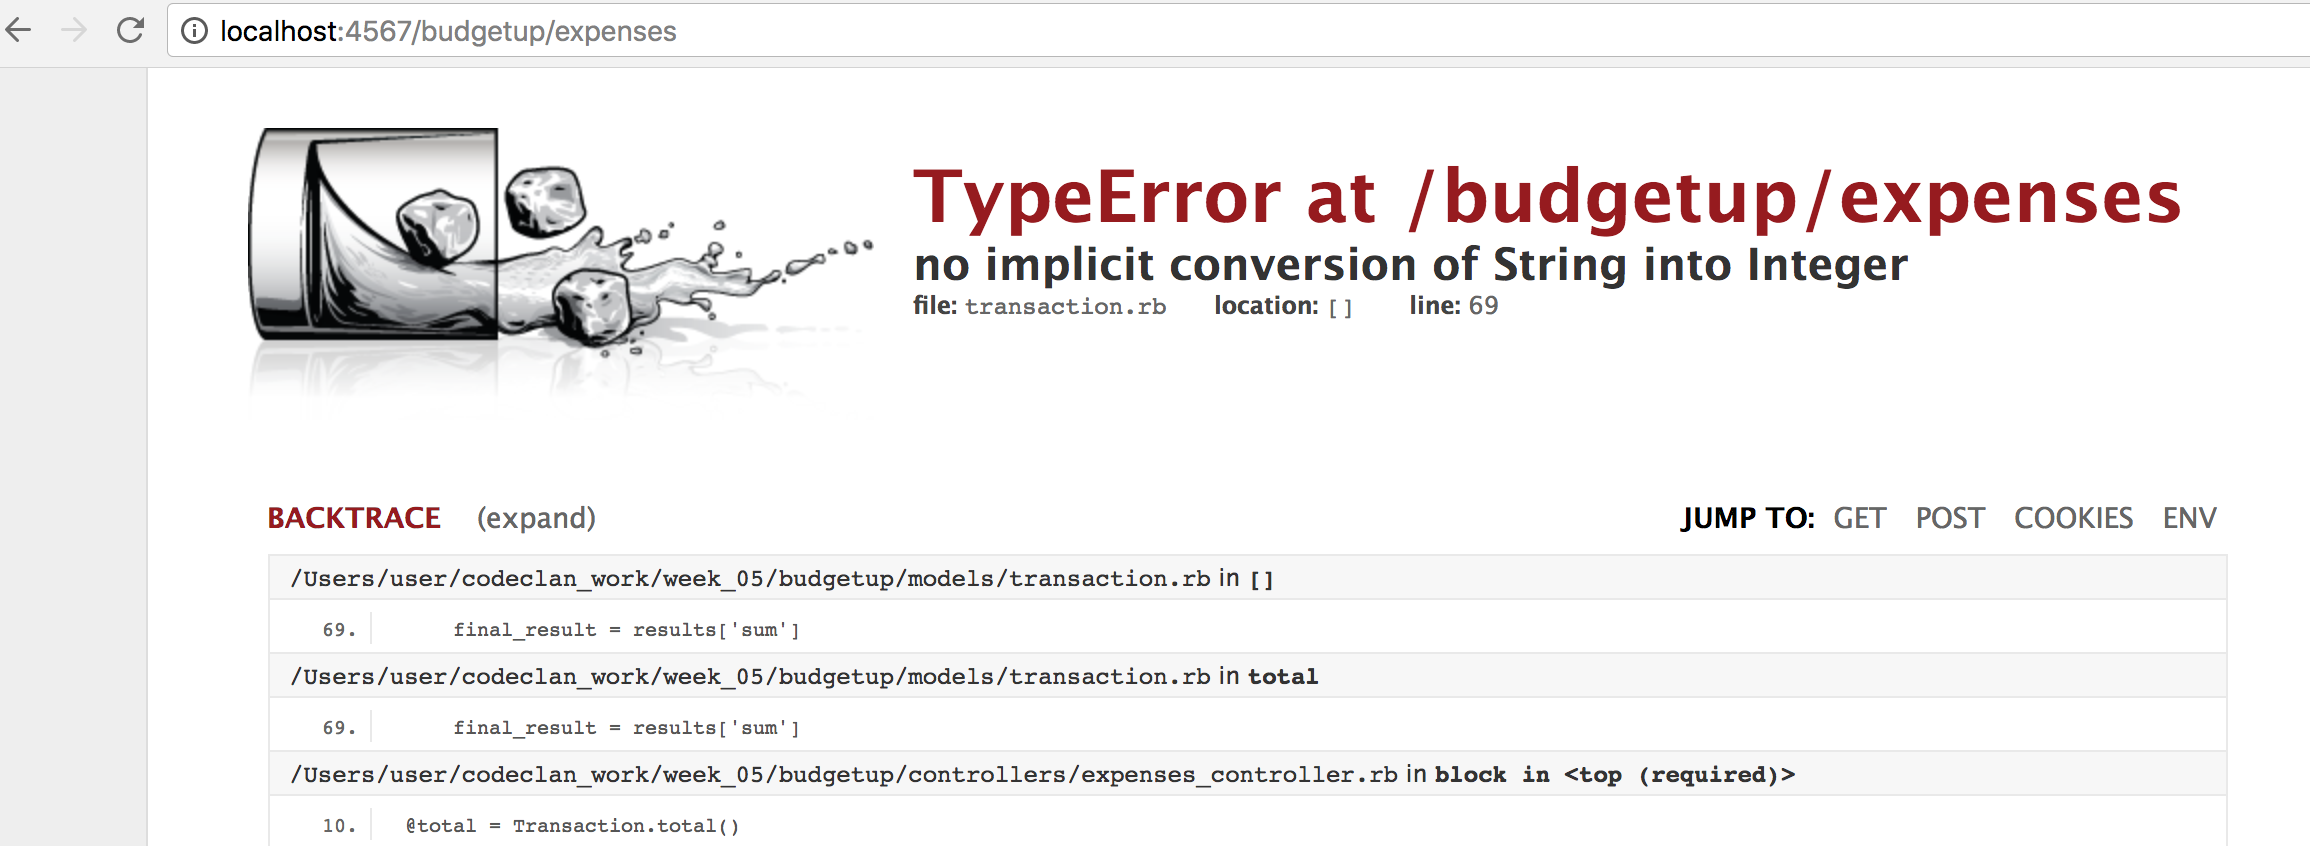 localhost:4567/budgetup/expenses
TypeError at /budgetup/expenses
no implicit conversion of String into Integer
file: transaction.rb location: [] line: 69
BACKTRACE (expand) JUMP TO: GET POST COOKIES ENV
/Users/user/codeclan_work/week_05/budgetup/models/transaction.rb in []
69. final_result = results['sum']
/Users/user/codeclan_work/week_05/budgetup/models/transaction.rb in total
69. final_result = results['sum']
/Users/user/codeclan_work/week_05/budgetup/controllers/expenses_controller.rb in block in <top (required)>
10. @total = Transaction.total()